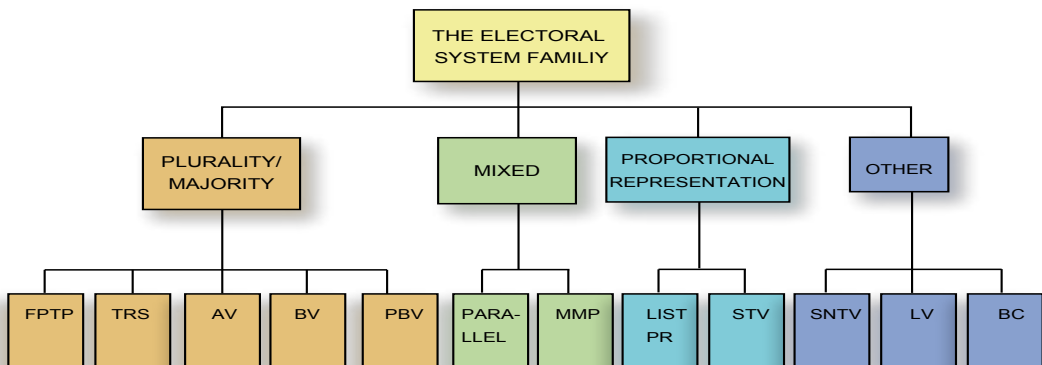 THE ELECTORAL
SYSTEM FAMILIY
PLURALITY/
MAJORITY
MIXED
PROPORTIONAL
REPRESENTATION
OTHER
FPTP
TRS
AV
BV
PBV
PARA-
LLEL
MMP
LIST
PR
STV
SNTV
LV
BC